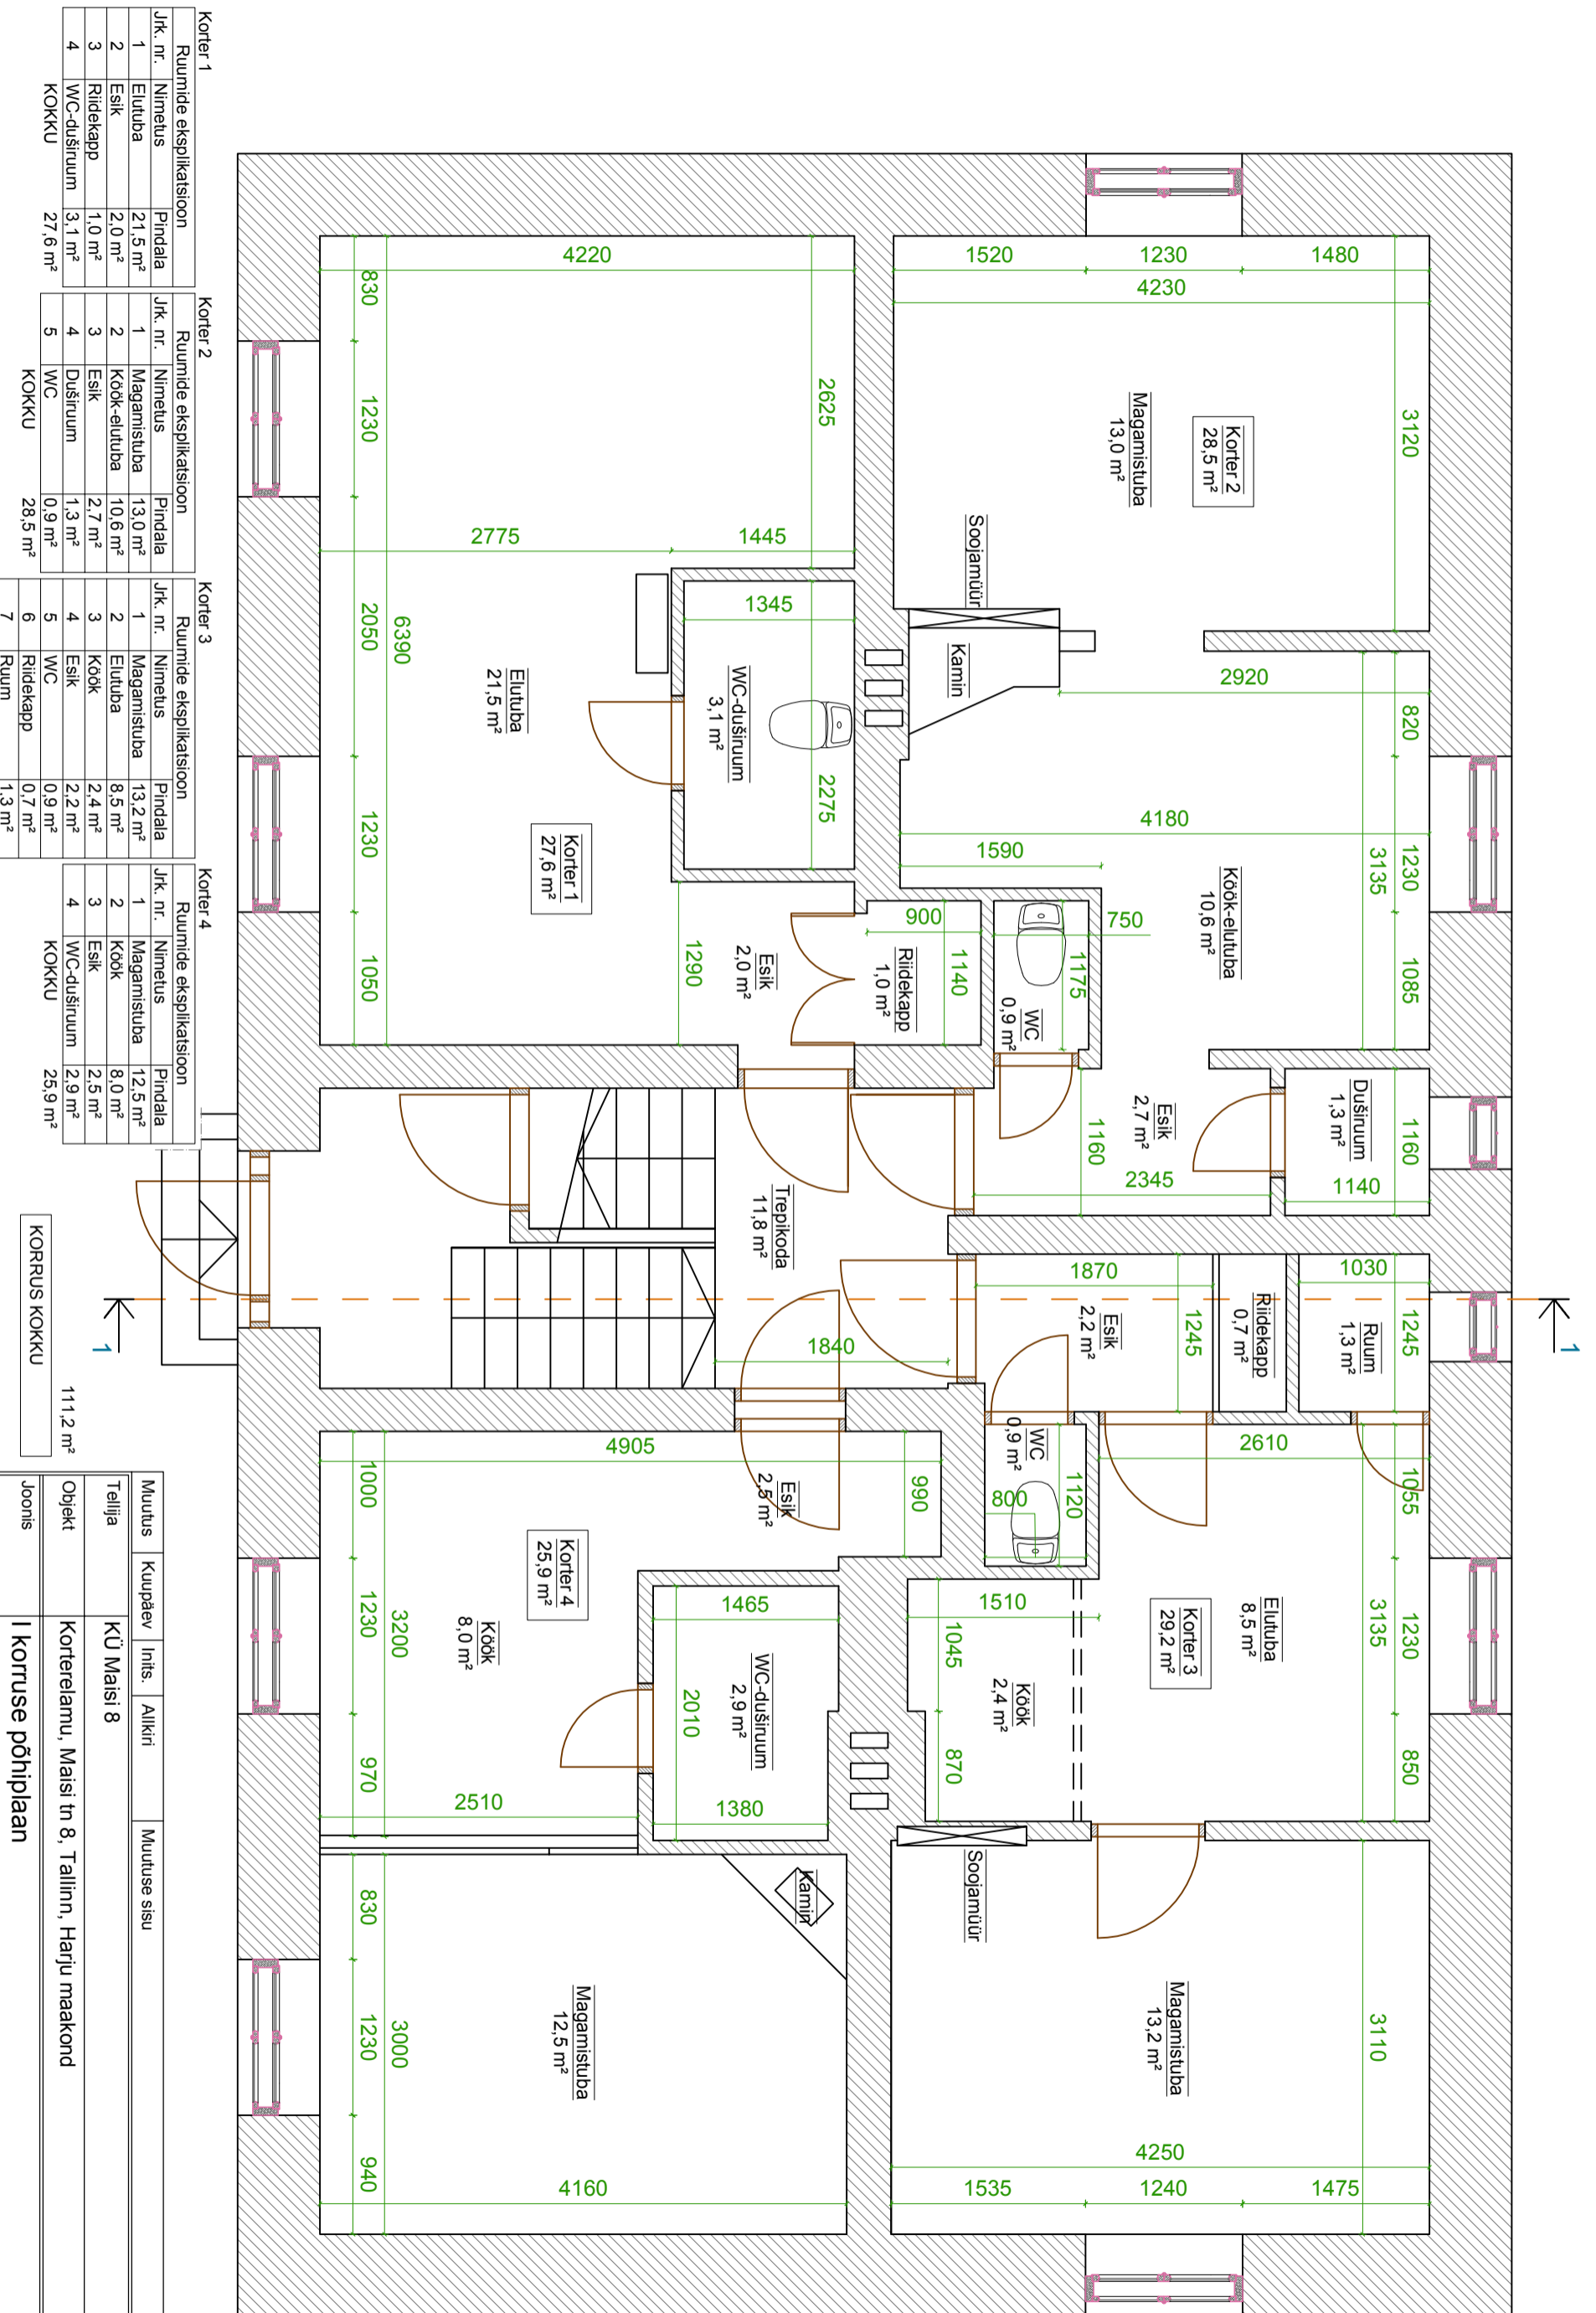 Korter 2
28,5 m²
Magamistuba
13,0 m²
Soojamüür
Kamin
Köök-elutuba
10,6 m²
WC
0,9 m²
Esik
2,7 m²
Duširuum
1,3 m²
1520
1230
1480
4230
3120
2920
820
4180
1230
3135
1085
1590
750
1175
1160
1160
2345
1140
Elutuba
21,5 m²
WC-duširuum
3,1 m²
Korter 1
27,6 m²
Esik
2,0 m²
Riidekapp
1,0 m²
4220
830
2625
1230
2775
1445
2050
6390
1345
2275
1230
1050
1290
900
1140
Trepikoda
11,8 m²
1840
Ruum
1,3 m²
Riidekapp
0,7 m²
Esik
2,2 m²
WC
0,9 m²
Elutuba
8,5 m²
Korter 3
29,2 m²
Köök
2,4 m²
Soojamüür
Magamistuba
13,2 m²
1030
1245
1870
1245
2610
1055
1120
800
1230
3135
1510
1045
870
850
3110
4250
1535
1240
1475
Esik
2,5 m²
Korter 4
25,9 m²
Köök
8,0 m²
WC-duširuum
2,9 m²
Kamin
Magamistuba
12,5 m²
4905
1000
990
1230
3200
1465
2010
970
2510
1380
830
1230
3000
940
4160
1
1
Korter 1
Ruumide eksplikatsioon
Jrk. nr. Nimetus Pindala
1 Elutuba 21,5 m²
2 Esik 2,0 m²
3 Riidekapp 1,0 m²
4 WC-duširuum 3,1 m²
KOKKU 27,6 m²
Korter 2
Ruumide eksplikatsioon
Jrk. nr. Nimetus Pindala
1 Magamistuba 13,0 m²
2 Köök-elutuba 10,6 m²
3 Esik 2,7 m²
4 Duširuum 1,3 m²
5 WC 0,9 m²
KOKKU 28,5 m²
Korter 3
Ruumide eksplikatsioon
Jrk. nr. Nimetus Pindala
1 Magamistuba 13,2 m²
2 Elutuba 8,5 m²
3 Köök 2,4 m²
4 Esik 2,2 m²
5 WC 0,9 m²
6 Riidekapp 0,7 m²
7 Ruum 1,3 m²
Korter 4
Ruumide eksplikatsioon
Jrk. nr. Nimetus Pindala
1 Magamistuba 12,5 m²
2 Köök 8,0 m²
3 Esik 2,5 m²
4 WC-duširuum 2,9 m²
KOKKU 25,9 m²
KORRUS KOKKU 111,2 m²
Muutus Kuupäev Inits. Allkiri Muutuse sisu
Tellija KÜ Maisi 8
Objekt Korterelamu, Maisi tn 8, Tallinn, Harju maakond
Joonis I korruse põhiplaan